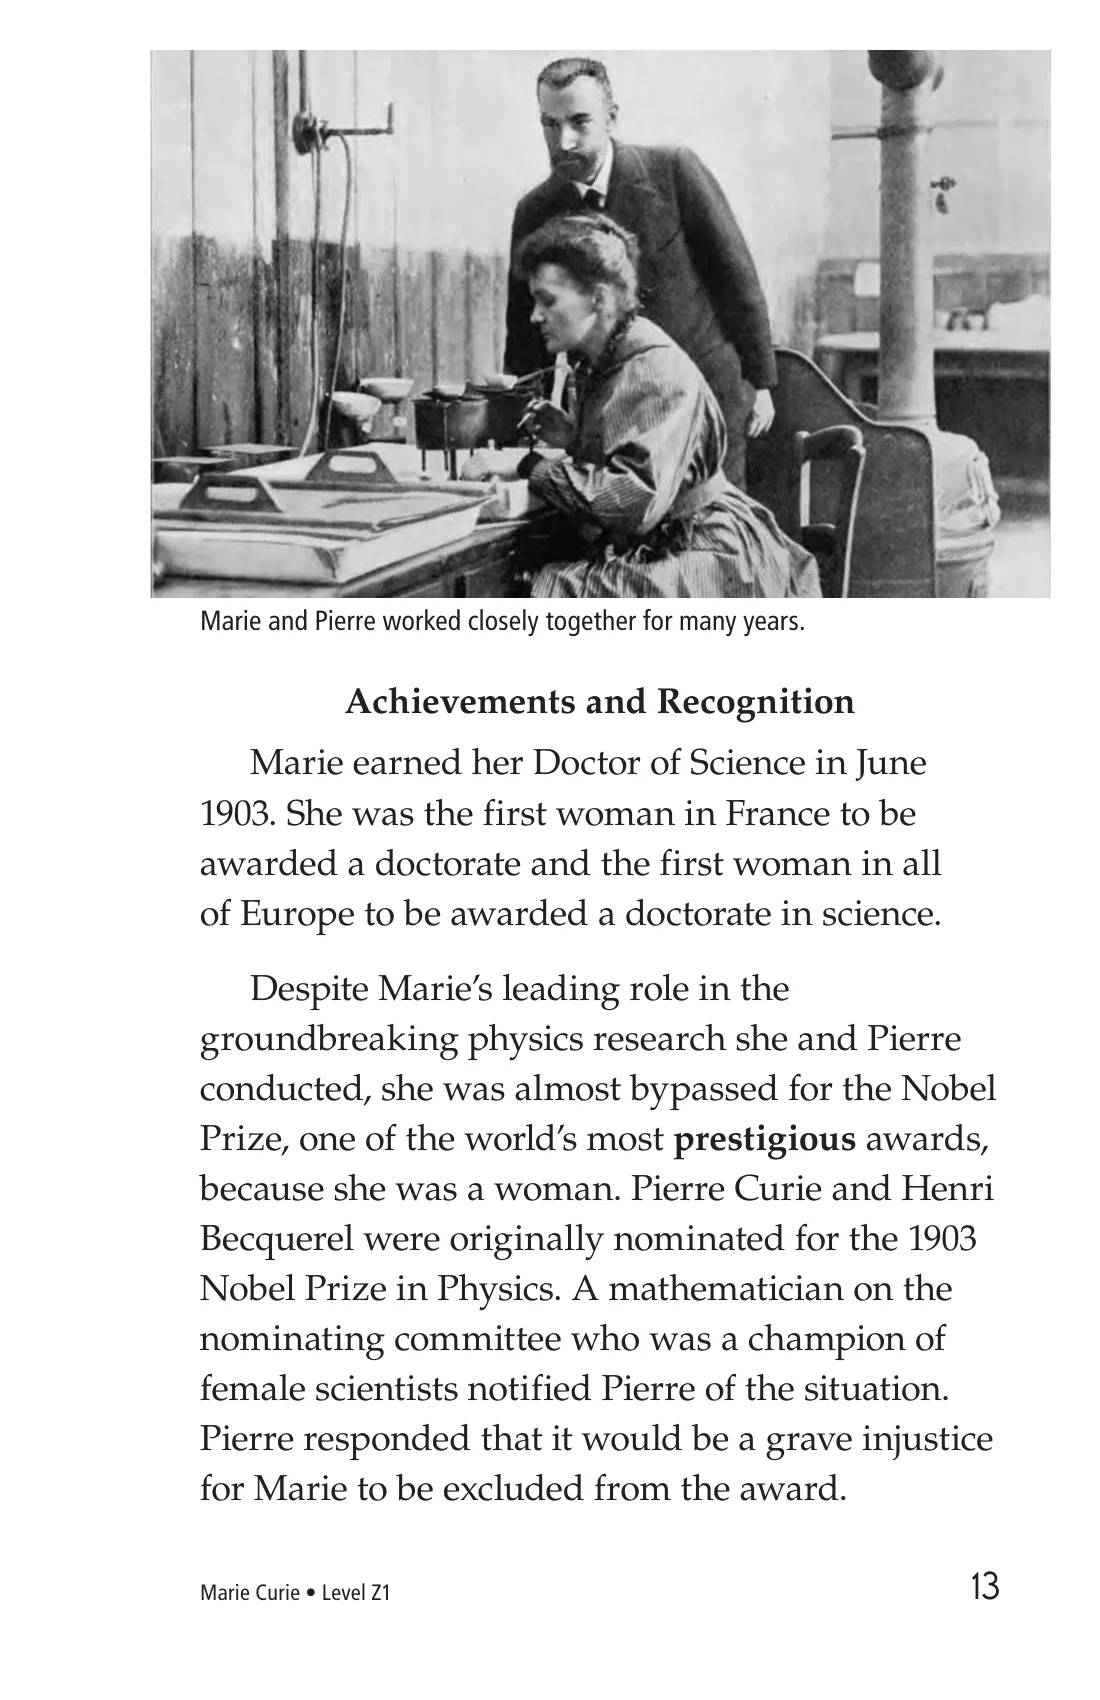 Marie and Pierre worked closely together for many years.
Achievements and Recognition
Marie earned her Doctor of Science in June
1903. She was the first woman in France to be
awarded a doctorate and the first woman in all
of Europe to be awarded a doctorate in science.
Despite Marie’s leading role in the
groundbreaking physics research she and Pierre
conducted, she was almost bypassed for the Nobel
Prize, one of the world’s most prestigious awards,
because she was a woman. Pierre Curie and Henri
Becquerel were originally nominated for the 1903
Nobel Prize in Physics. A mathematician on the
nominating committee who was a champion of
female scientists notified Pierre of the situation.
Pierre responded that it would be a grave injustice
for Marie to be excluded from the award.
Marie Curie • Level Z1
13